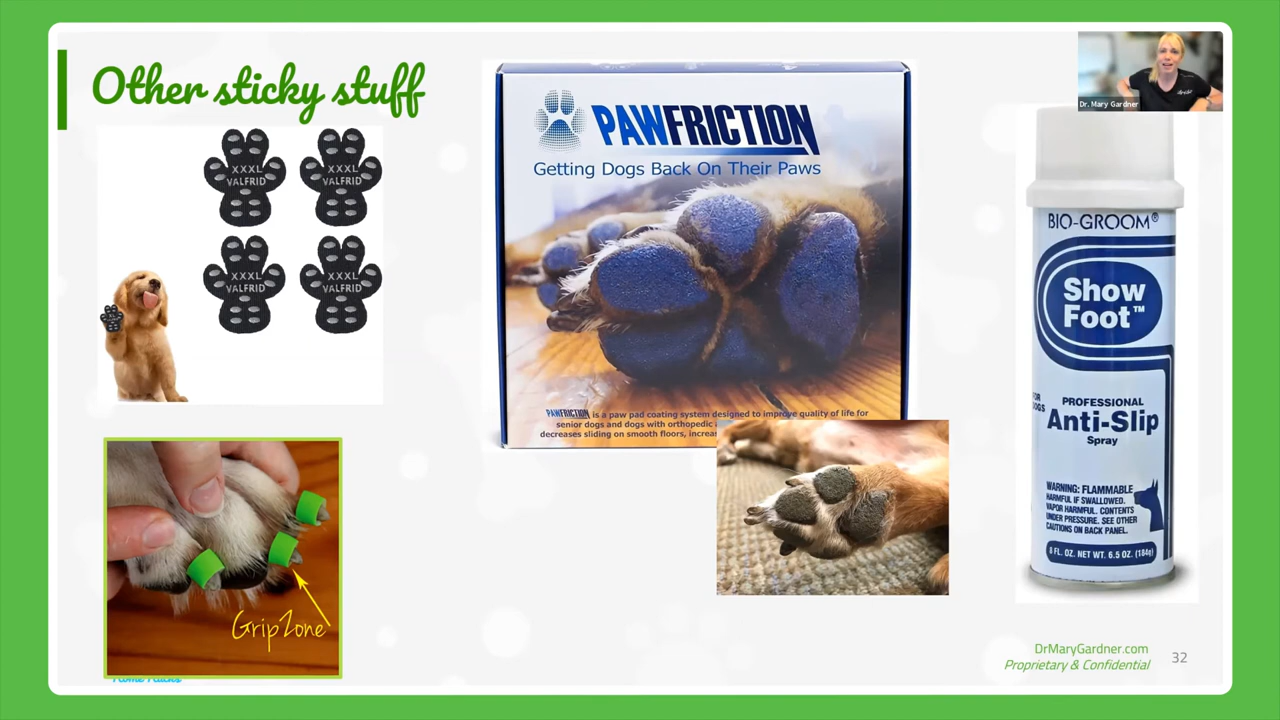 Other sticky stuff
Dr. Mary Gardner
XXXL
VALFRID
XXXL
VALFRID
XXXL
VALFRID
XXXL
VALFRID
PAWFRICTION
Getting Dogs Back On Their Paws
PAWFRICTION is a paw pad coating system designed to improve quality of life for
senior dogs and dogs with orthopedic
decreases sliding on smooth floors,
BIO-GROOM®
Show
Foot™
FOR
DOGS
PROFESSIONAL
Anti-Slip
Spray
WARNING: FLAMMABLE
HARMFUL IF SWALLOWED.
VAPOR HARMFUL. CONTENTS
UNDER PRESSURE. SEE OTHER
CAUTIONS ON BACK PANEL.
8 FL. OZ. NET WT. 6.5 OZ. (184g)
GripZone
Home Hacks
DrMaryGardner.com
Proprietary & Confidential
32